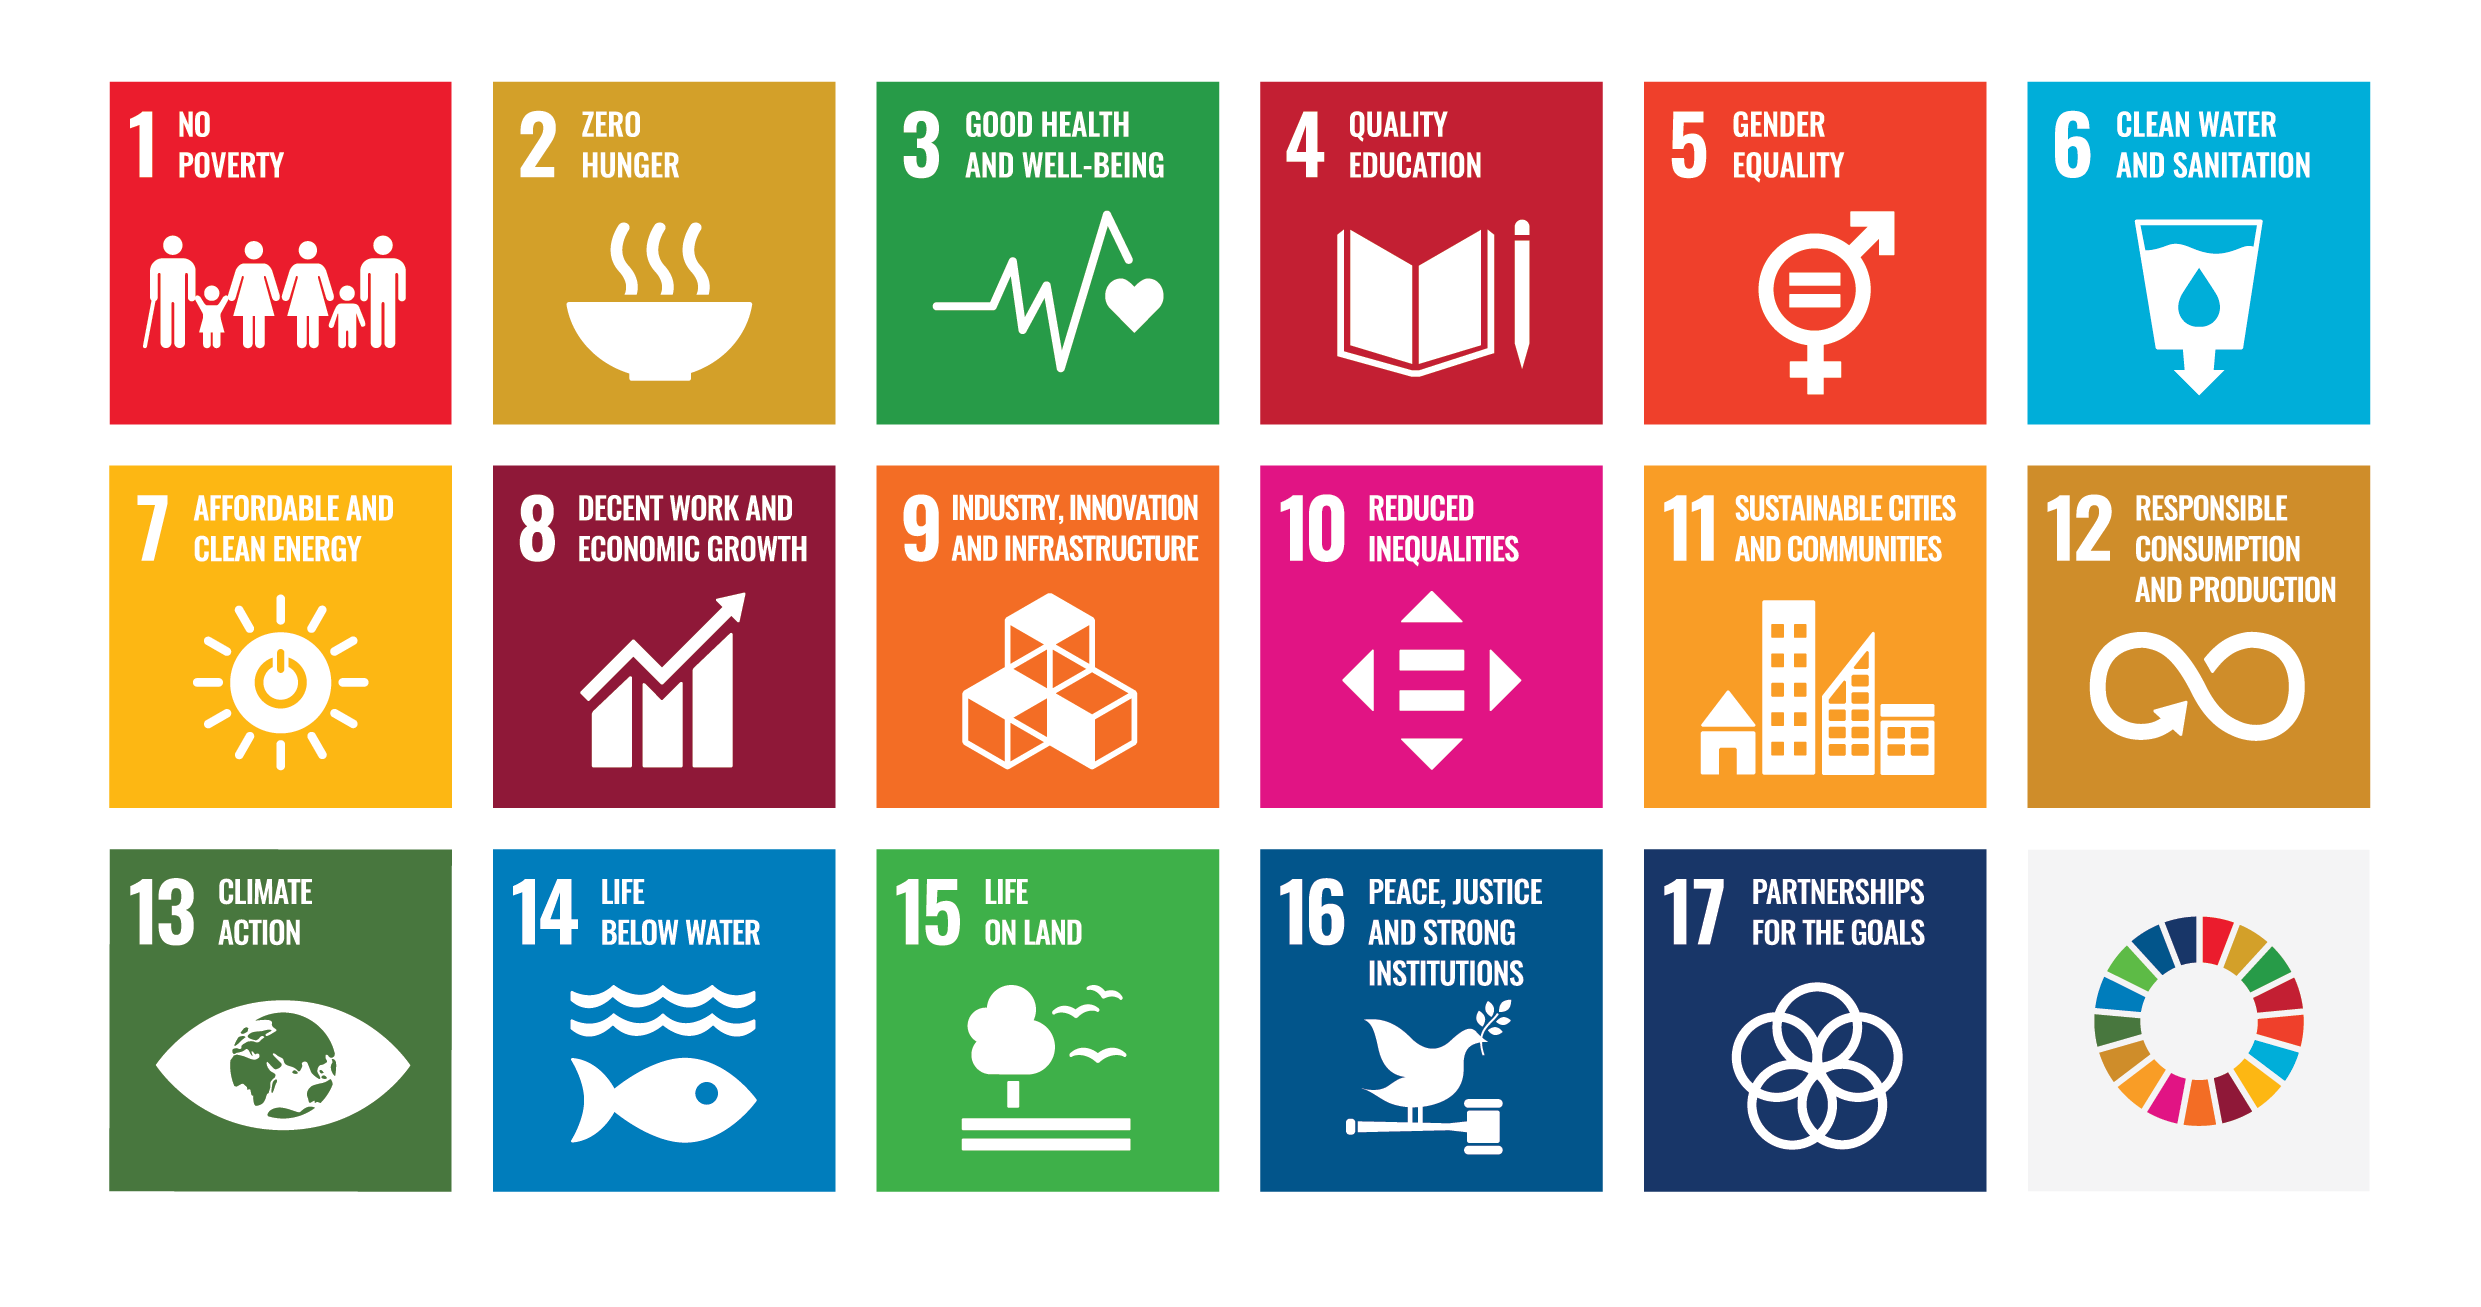 1 NO
POVERTY
2 ZERO
HUNGER
3 GOOD HEALTH
AND WELL-BEING
4 QUALITY
EDUCATION
5 GENDER
EQUALITY
6 CLEAN WATER
AND SANITATION
7 AFFORDABLE AND
CLEAN ENERGY
8 DECENT WORK AND
ECONOMIC GROWTH
9 INDUSTRY, INNOVATION
AND INFRASTRUCTURE
10 REDUCED
INEQUALITIES
11 SUSTAINABLE CITIES
AND COMMUNITIES
12 RESPONSIBLE
CONSUMPTION
AND PRODUCTION
13 CLIMATE
ACTION
14 LIFE
BELOW WATER
15 LIFE
ON LAND
16 PEACE, JUSTICE
AND STRONG
INSTITUTIONS
17 PARTNERSHIPS
FOR THE GOALS